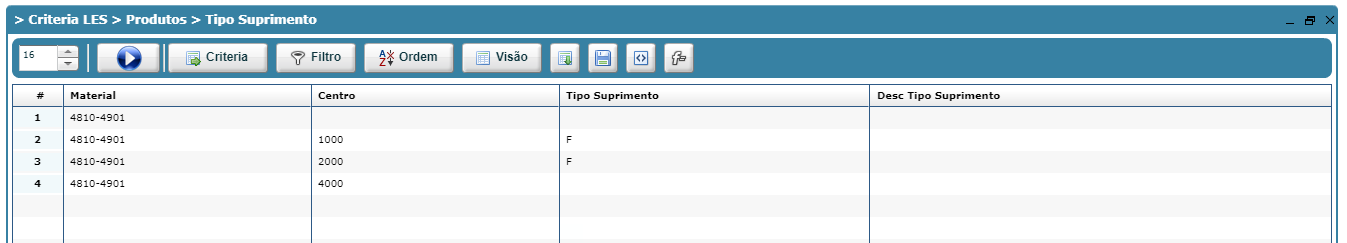 > Criteria LES > Produtos > Tipo Suprimento
16 Criteria Filtro Ordem Visão
# Material Centro Tipo Suprimento Desc Tipo Suprimento
1 4810-4901
2 4810-4901 1000 F
3 4810-4901 2000 F
4 4810-4901 4000